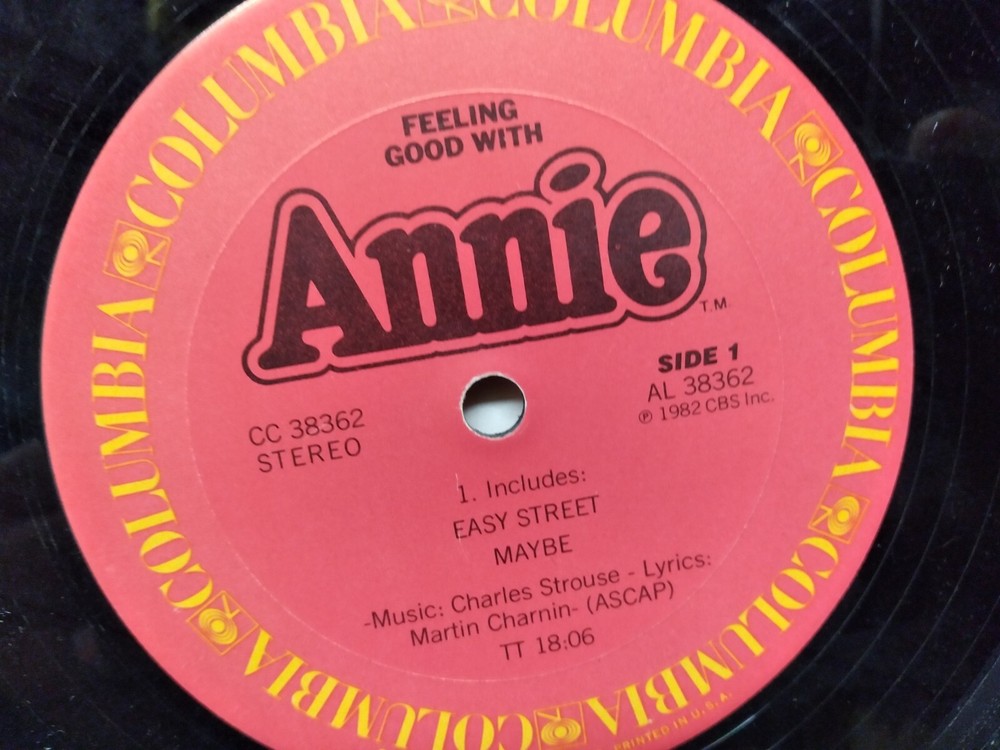 FEELING
GOOD WITH
Annie
T.M.
SIDE 1
AL 38362
℗ 1982 CBS Inc.
CC 38362
STEREO
1. Includes:
EASY STREET
MAYBE
-Music: Charles Strouse - Lyrics:
Martin Charnin- (ASCAP)
TT 18:06
COLUMBIA COLUMBIA COLUMBIA COLUMBIA COLUMBIA COLUMBIA COLUMBIA
PRINTED IN U.S.A.